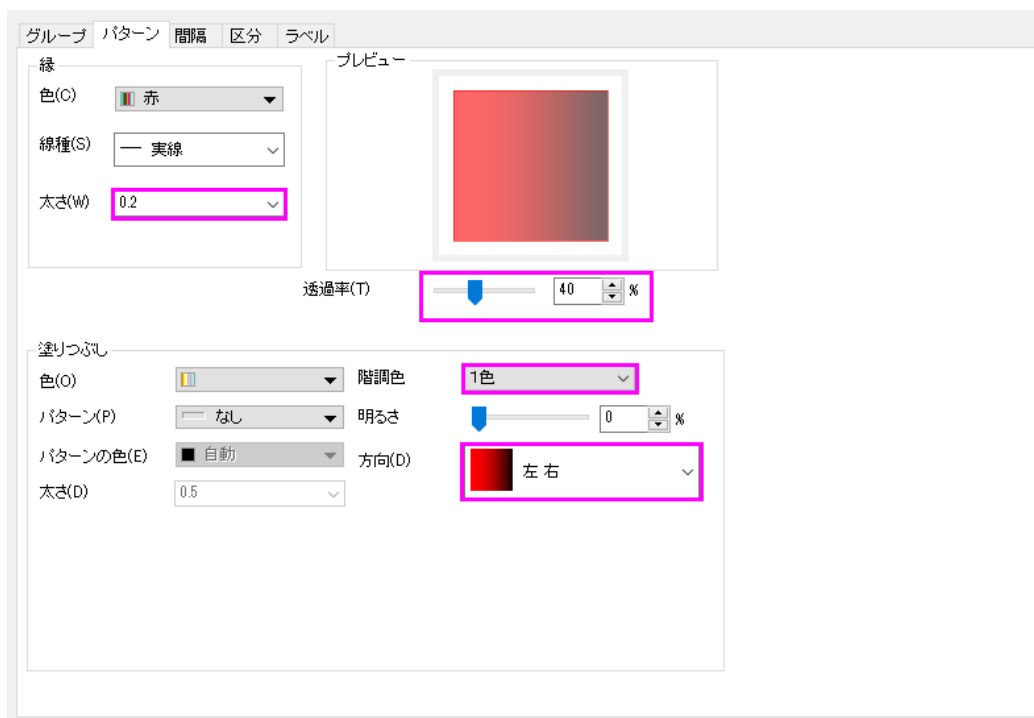 グループ パターン 間隔 区分 ラベル
縁
色(C) 赤
線種(S) 実線
太さ(W) 0.2
プレビュー
透過率(T) 40 %
塗りつぶし
色(O)
パターン(P) なし
パターンの色(E) 自動
太さ(D) 0.5
階調色 1色
明るさ 0 %
方向(D) 左右